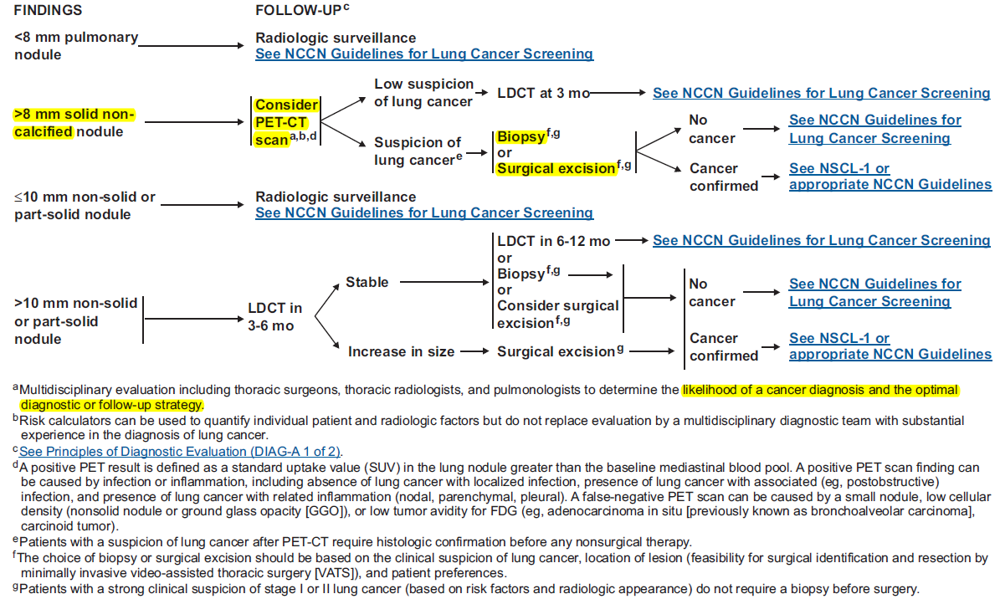 FINDINGS
FOLLOW-UPc
<8 mm pulmonary
nodule
Radiologic surveillance
See NCCN Guidelines for Lung Cancer Screening
>8 mm solid non-
calcified nodule
Consider
PET-CT
scana,b,d
Low suspicion
of lung cancer
LDCT at 3 mo
See NCCN Guidelines for Lung Cancer Screening
Suspicion of
lung cancere
Biopsyf,g
or
Surgical excisionf,g
No
cancer
See NCCN Guidelines for
Lung Cancer Screening
Cancer
confirmed
See NSCL-1 or
appropriate NCCN Guidelines
≤10 mm non-solid or
part-solid nodule
Radiologic surveillance
See NCCN Guidelines for Lung Cancer Screening
>10 mm non-solid
or part-solid
nodule
LDCT in
3-6 mo
Stable
LDCT in 6-12 mo
or
Biopsyf,g
or
Consider surgical
excisionf,g
See NCCN Guidelines for Lung Cancer Screening
Increase in size
Surgical excisiong
No
cancer
See NCCN Guidelines for
Lung Cancer Screening
Cancer
confirmed
See NSCL-1 or
appropriate NCCN Guidelines
aMultidisciplinary evaluation including thoracic surgeons, thoracic radiologists, and pulmonologists to determine the likelihood of a cancer diagnosis and the optimal
diagnostic or follow-up strategy.
bRisk calculators can be used to quantify individual patient and radiologic factors but do not replace evaluation by a multidisciplinary diagnostic team with substantial
experience in the diagnosis of lung cancer.
cSee Principles of Diagnostic Evaluation (DIAG-A 1 of 2).
dA positive PET result is defined as a standard uptake value (SUV) in the lung nodule greater than the baseline mediastinal blood pool. A positive PET scan finding can
be caused by infection or inflammation, including absence of lung cancer with localized infection, presence of lung cancer with associated (eg, postobstructive)
infection, and presence of lung cancer with related inflammation (nodal, parenchymal, pleural). A false-negative PET scan can be caused by a small nodule, low cellular
density (nonsolid nodule or ground glass opacity [GGO]), or low tumor avidity for FDG (eg, adenocarcinoma in situ [previously known as bronchoalveolar carcinoma],
carcinoid tumor).
ePatients with a suspicion of lung cancer after PET-CT require histologic confirmation before any nonsurgical therapy.
fThe choice of biopsy or surgical excision should be based on the clinical suspicion of lung cancer, location of lesion (feasibility for surgical identification and resection by
minimally invasive video-assisted thoracic surgery [VATS]), and patient preferences.
gPatients with a strong clinical suspicion of stage I or II lung cancer (based on risk factors and radiologic appearance) do not require a biopsy before surgery.